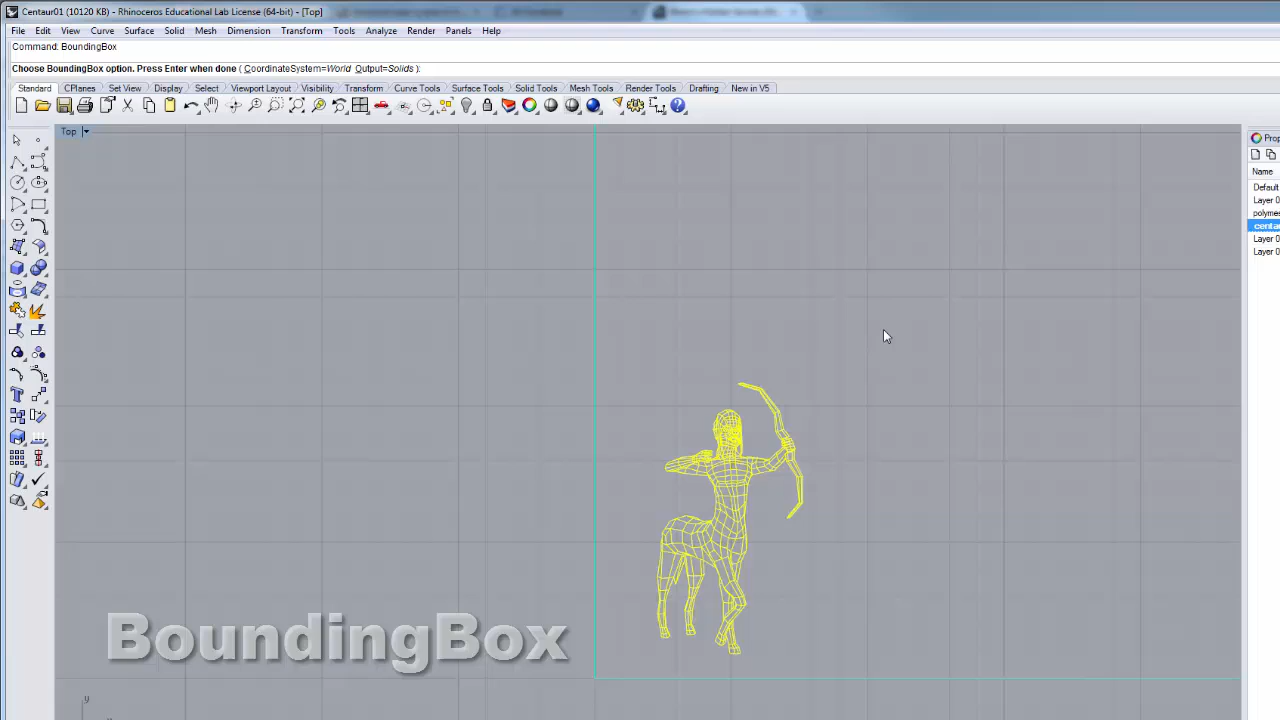 Centaur01 (10120 KB) - Rhinoceros Educational Lab License (64-bit) - [Top]
File Edit View Curve Surface Solid Mesh Dimension Transform Tools Analyze Render Panels Help
Command: BoundingBox
Choose BoundingBox option. Press Enter when done ( CoordinateSystem=World Output=Solids ):
Standard CPlanes Set View Display Select Viewport Layout Visibility Transform Curve Tools Surface Tools Solid Tools Mesh Tools Render Tools Drafting New in V5
Top
Prop
Name
Default
Layer 0
polymes
centau
Layer 0
Layer 0
BoundingBox
y